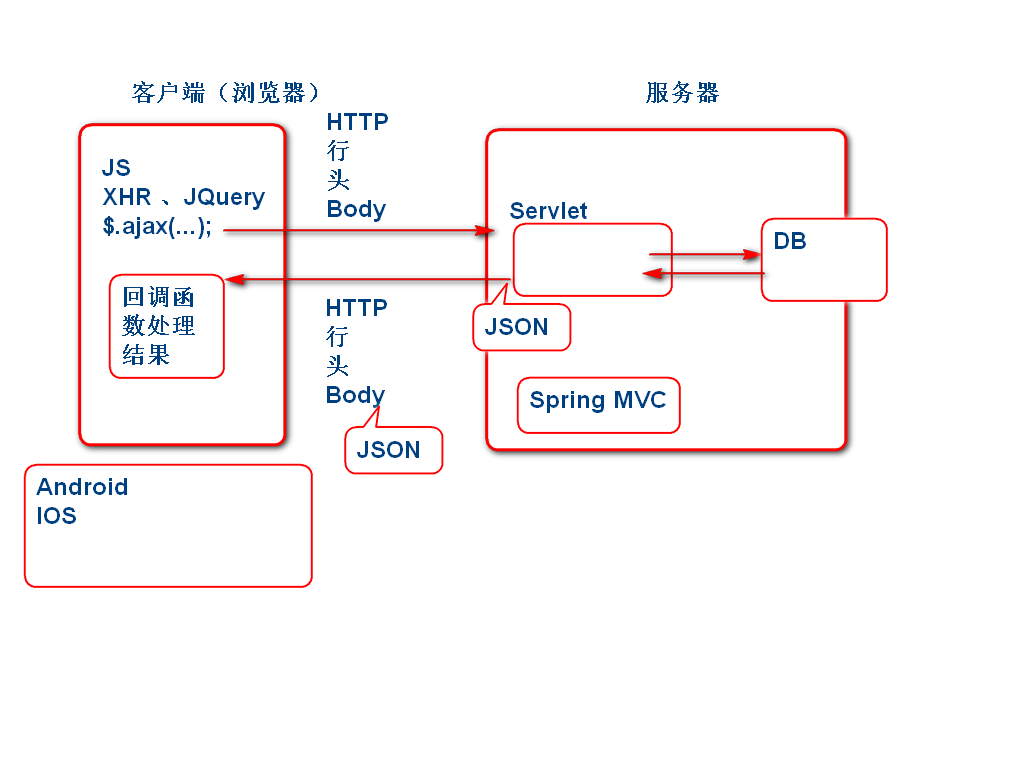 客户端（浏览器）
服务器
JS
XHR 、JQuery
$.ajax(...);
HTTP
行
头
Body
Servlet
DB
回调函
数处理
结果
HTTP
行
头
Body
JSON
JSON
Spring MVC
Android
IOS